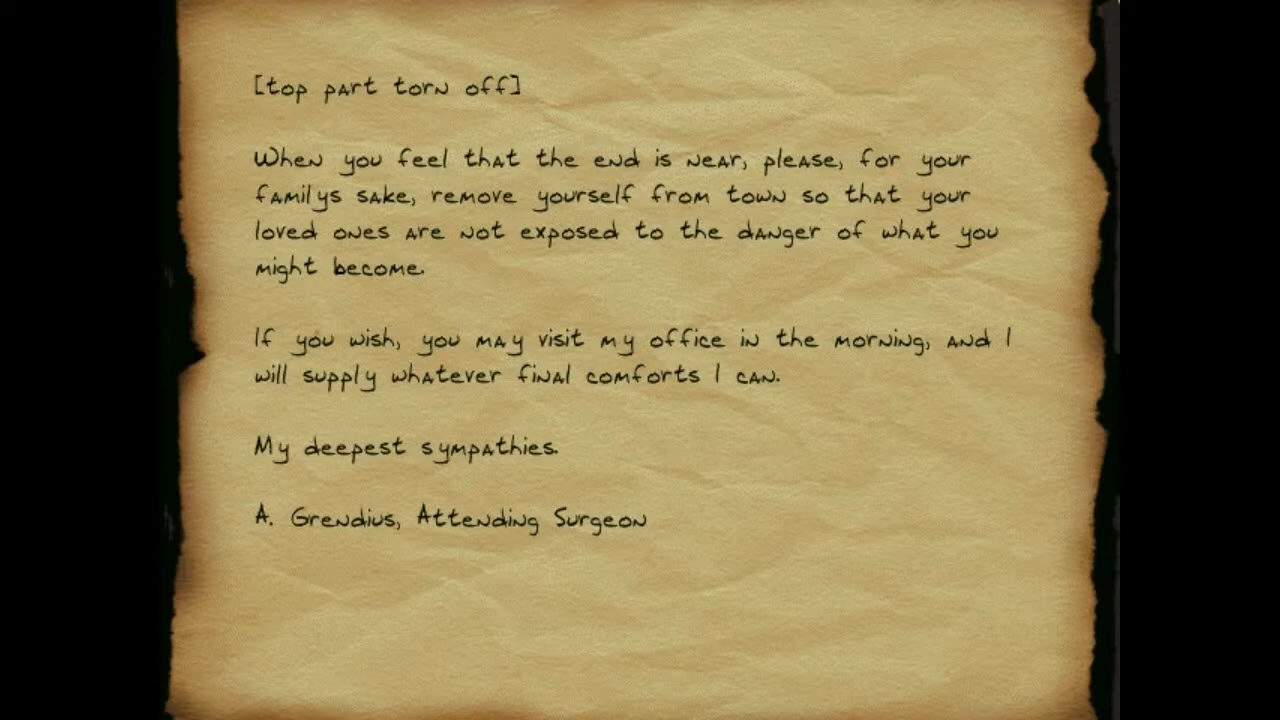 [top part torn off]
When you feel that the end is near, please, for your
familys sake, remove yourself from town so that your
loved ones are not exposed to the danger of what you
might become.
If you wish, you may visit my office in the morning, and I
will supply whatever final comforts I can.
My deepest sympathies.
A. Grendius, Attending Surgeon